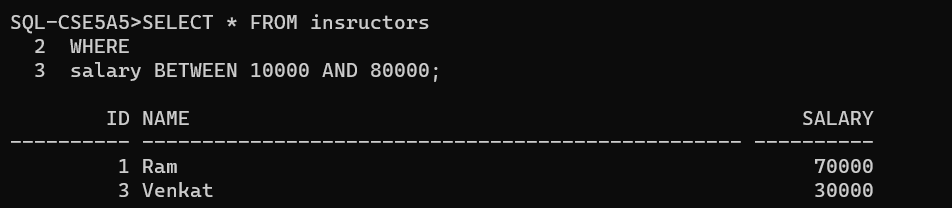 SQL-CSE5A5>SELECT * FROM insructors
2 WHERE
3 salary BETWEEN 10000 AND 80000;
ID NAME SALARY
---------- -------------------------------------------------- ----------
1 Ram 70000
3 Venkat 30000